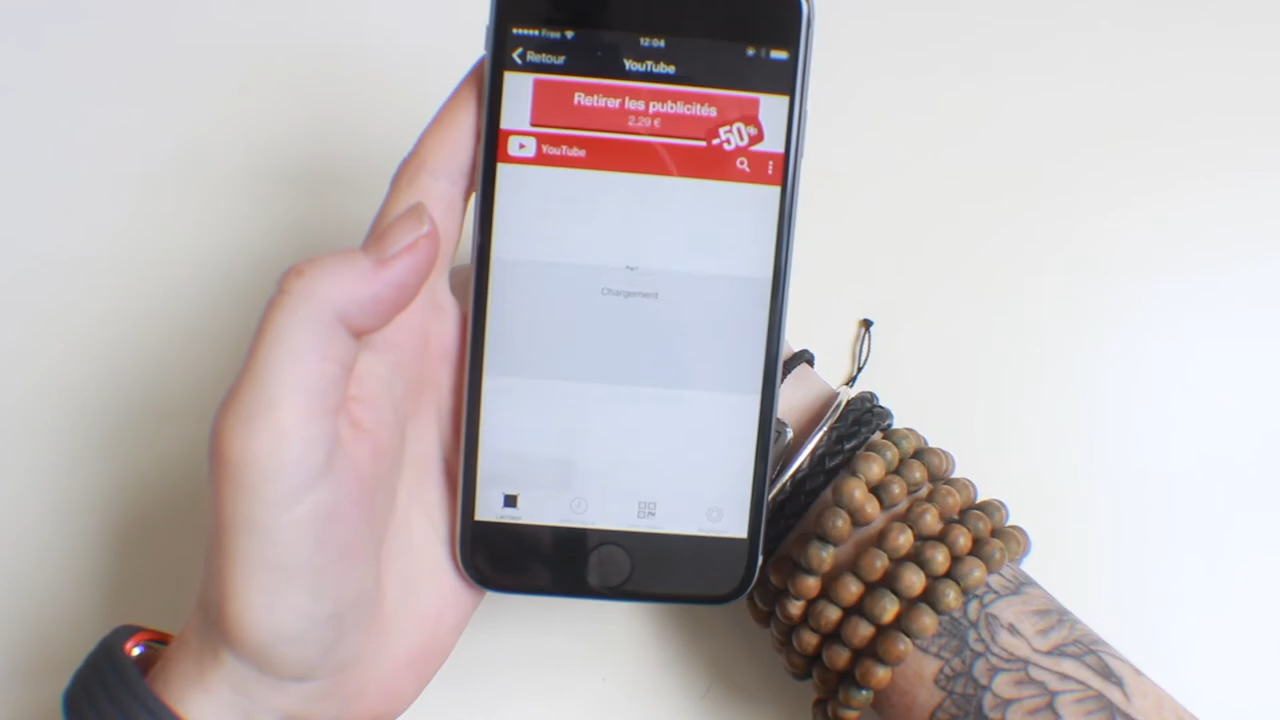 Free 12:04
Retour YouTube
Retirer les publicités
2,29 €
-50%
YouTube
Chargement